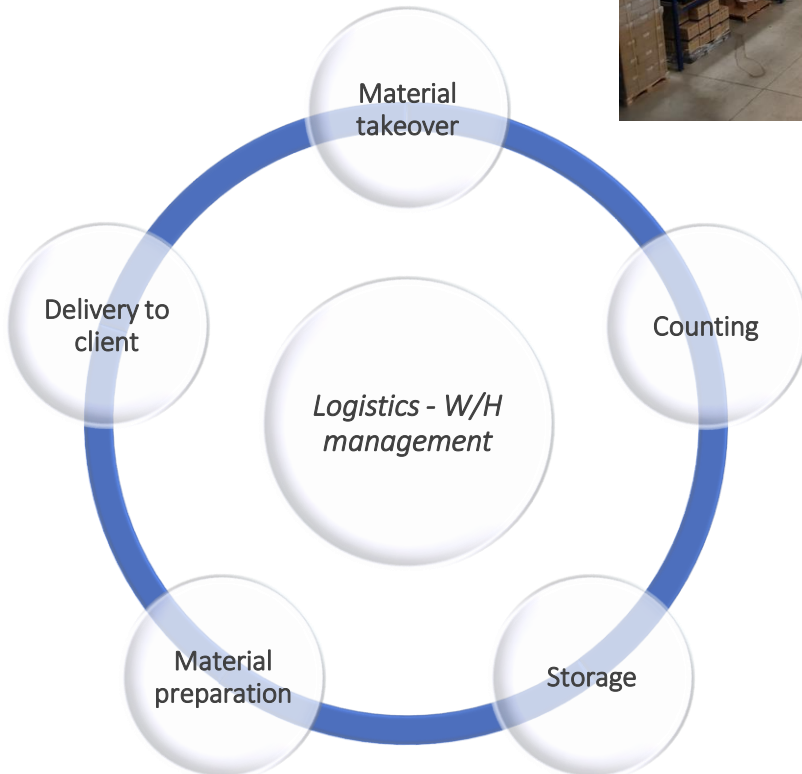 Material
takeover
Counting
Storage
Material
preparation
Delivery to
client
Logistics - W/H
management